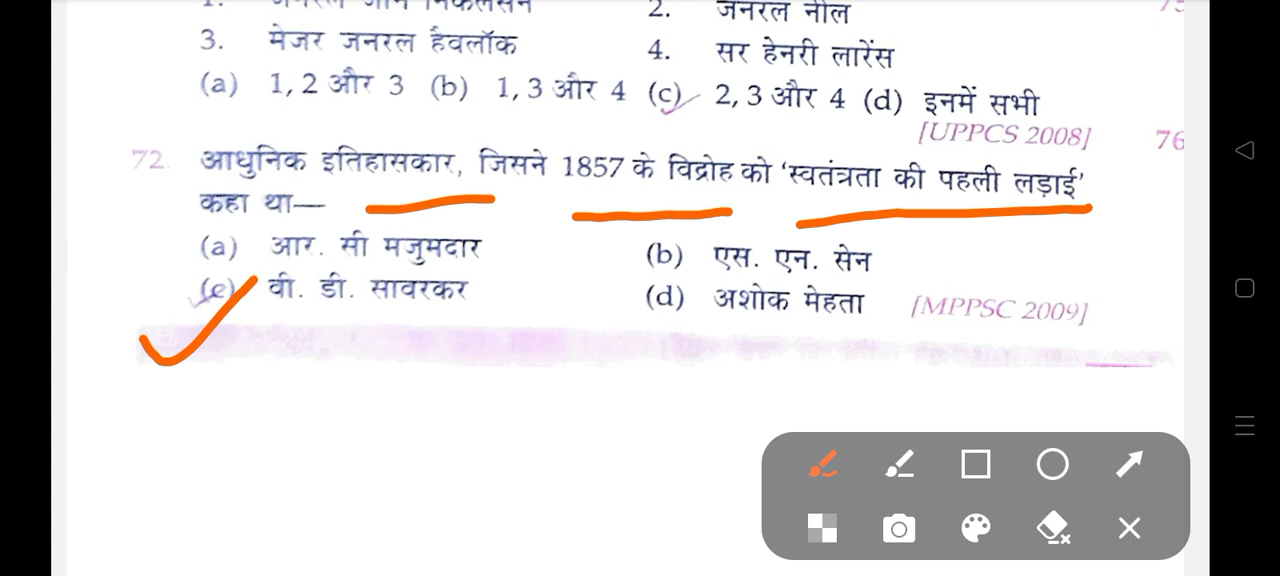 2. जनरल नील
3. मेजर जनरल हैवलॉक 4. सर हेनरी लारेंस
(a) 1, 2 और 3 (b) 1, 3 और 4 (c) 2, 3 और 4 (d) इनमें सभी
[UPPCS 2008] 76
72. आधुनिक इतिहासकार, जिसने 1857 के विद्रोह को 'स्वतंत्रता की पहली लड़ाई'
कहा था—
(a) आर. सी मजुमदार (b) एस. एन. सेन
(c) वी. डी. सावरकर (d) अशोक मेहता [MPPSC 2009]